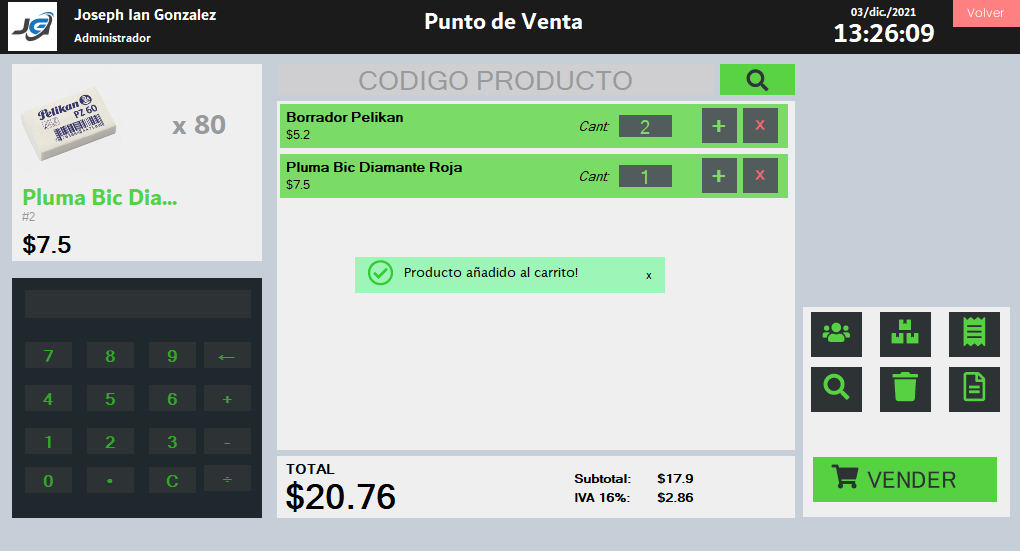 JG
Joseph Ian Gonzalez
Administrador
Punto de Venta
03/dic./2021
13:26:09
Volver
Pelikan
PZ 60
x 80
Pluma Bic Dia...
#2
$7.5
7 8 9 ←
4 5 6 +
1 2 3 -
0 • C ÷
CODIGO PRODUCTO
Borrador Pelikan
$5.2
Cant: 2 + x
Pluma Bic Diamante Roja
$7.5
Cant: 1 + x
Producto añadido al carrito! x
TOTAL
$20.76
Subtotal: $17.9
IVA 16%: $2.86
VENDER